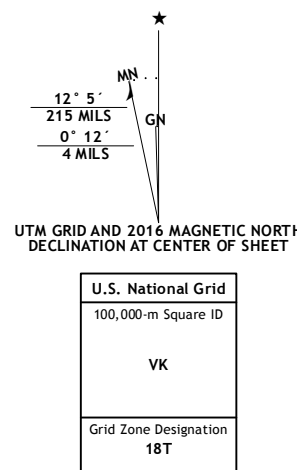 ★
MN
GN
12° 5´
215 MILS
0° 12´
4 MILS
UTM GRID AND 2016 MAGNETIC NORTH
DECLINATION AT CENTER OF SHEET
U.S. National Grid
100,000-m Square ID
VK
Grid Zone Designation
18T